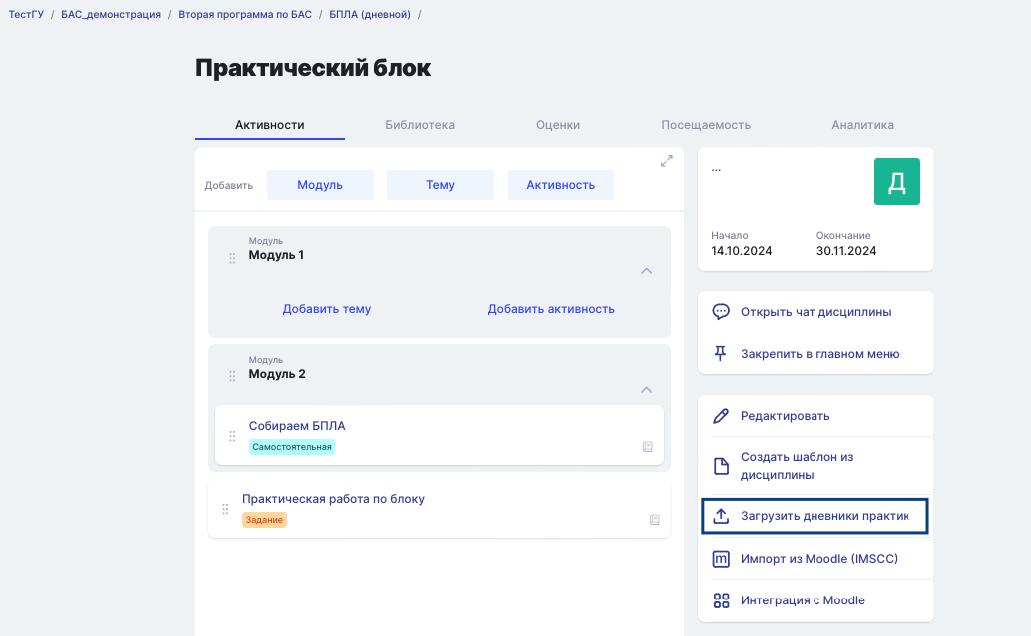 ТестГУ / БАС_демонстрация / Вторая программа по БАС / БПЛА (дневной) /
Практический блок
Активности Библиотека Оценки Посещаемость Аналитика
Добавить Модуль Тему Активность
Модуль
Модуль 1
Добавить тему Добавить активность
Модуль
Модуль 2
Собираем БПЛА
Самостоятельная
Практическая работа по блоку
Задание
...
Д
Начало Окончание
14.10.2024 30.11.2024
Открыть чат дисциплины
Закрепить в главном меню
Редактировать
Создать шаблон из
дисциплины
Загрузить дневники практик
Импорт из Moodle (IMSCC)
Интеграция с Moodle